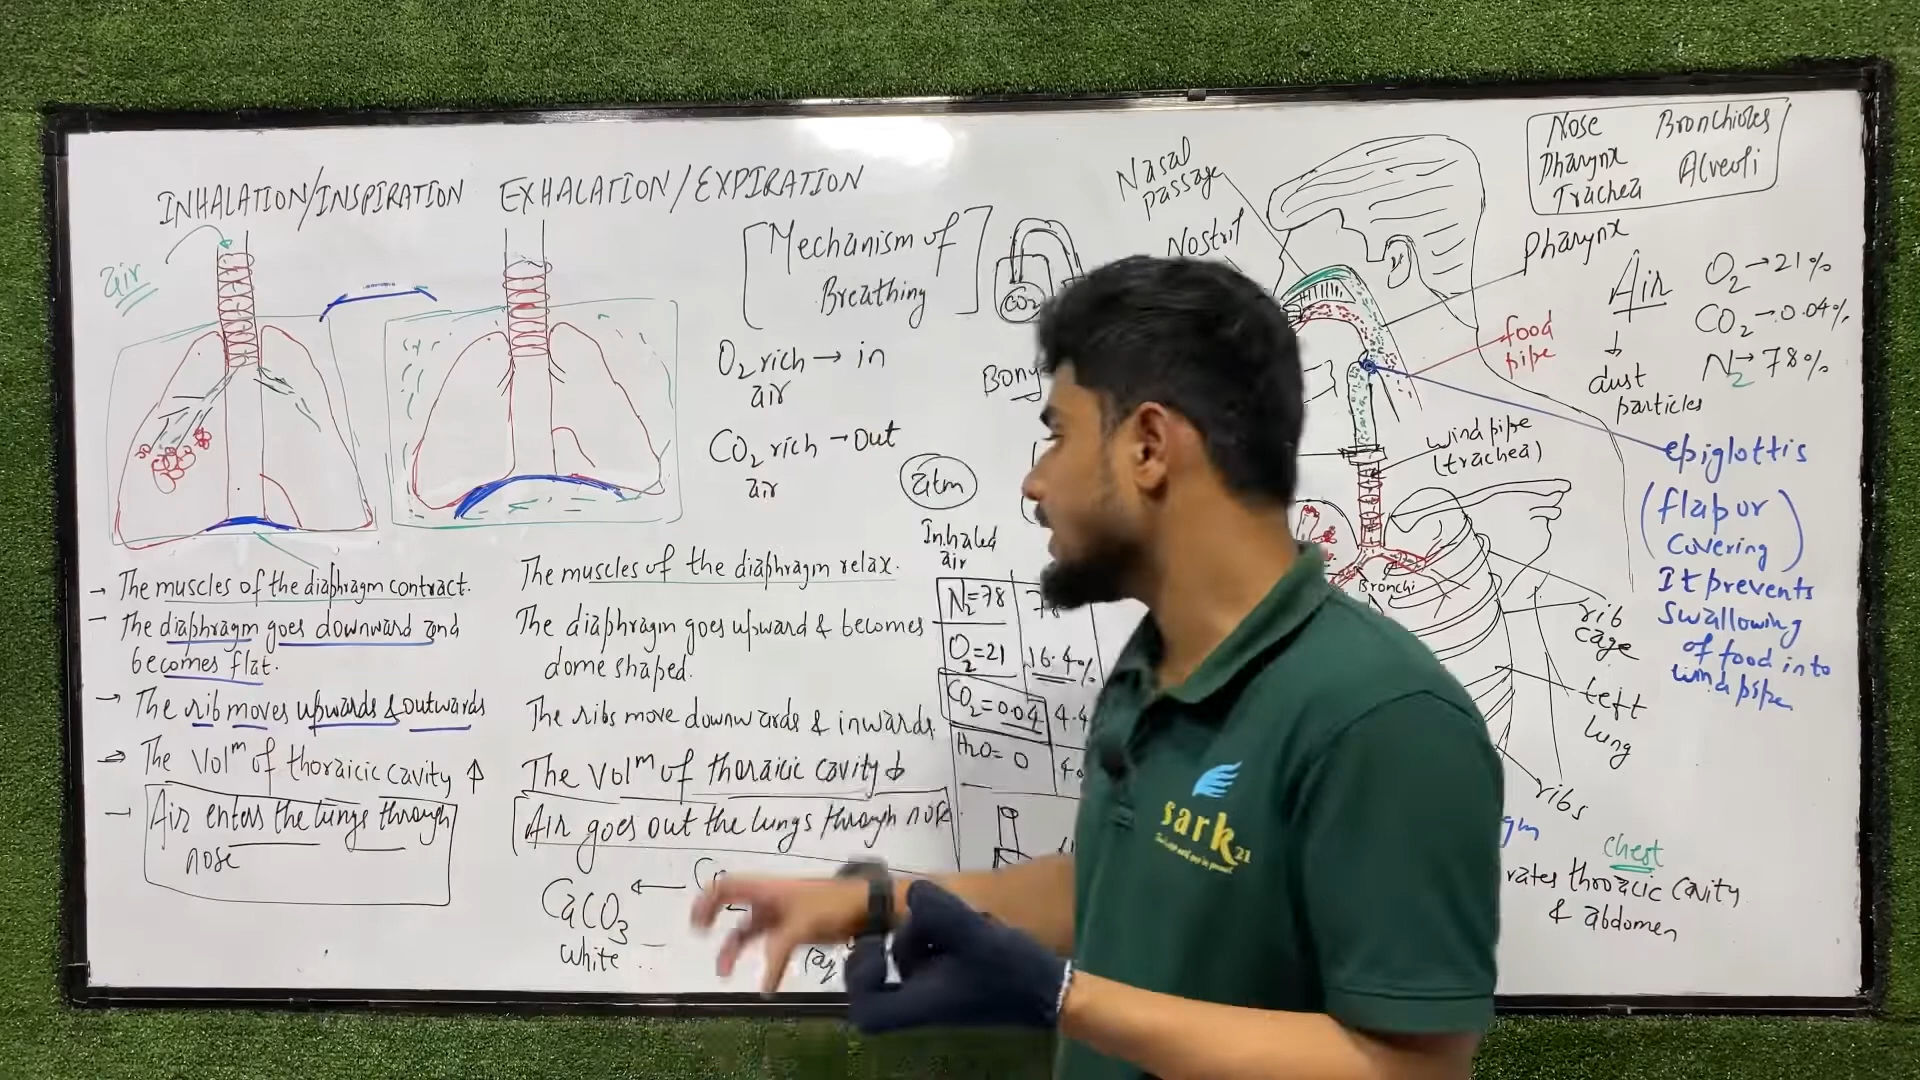 INHALATION/INSPIRATION
air
→ The muscles of the diaphragm contract.
– The diaphragm goes downward and
becomes flat.
→ The rib moves upwards & outwards
→ The Volᵐ of thoraicic cavity ↑
– Air enters the lungs through
nose
EXHALATION/EXPIRATION
The muscles of the diaphragm relax.
The diaphragm goes upward & becomes
dome shaped.
The ribs move downwards & inwards.
The Volᵐ of thoraicic cavity ↓
Air goes out the lungs through nose
CaCO₃ ←
white
[Mechanism of
Breathing]
O₂ rich → in
air
CO₂ rich → out
air
CO₂
Bony
atm
Inhaled
air
N₂=78
O₂=21 16.4%
CO₂=0.04 4.4
H₂O= 0
Nasal
passage
Nostril
Nose Bronchioles
Pharynx Alveoli
Trachea
Pharynx
food
pipe
Air O₂→21%
CO₂→0.04%
N₂→78%
↓
dust
particles
wind pipe
(trachea)
epiglottis
(flap or
covering)
It prevents
swallowing
of food into
wind pipe
Bronchi
rib
cage
left
lung
ribs
chest
rates throacic cavity
& abdomen
sark
21